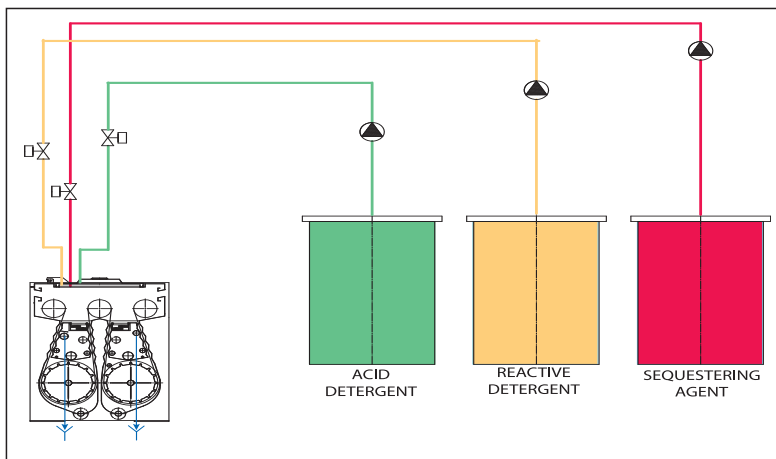 ACID
DETERGENT
REACTIVE
DETERGENT
SEQUESTERING
AGENT